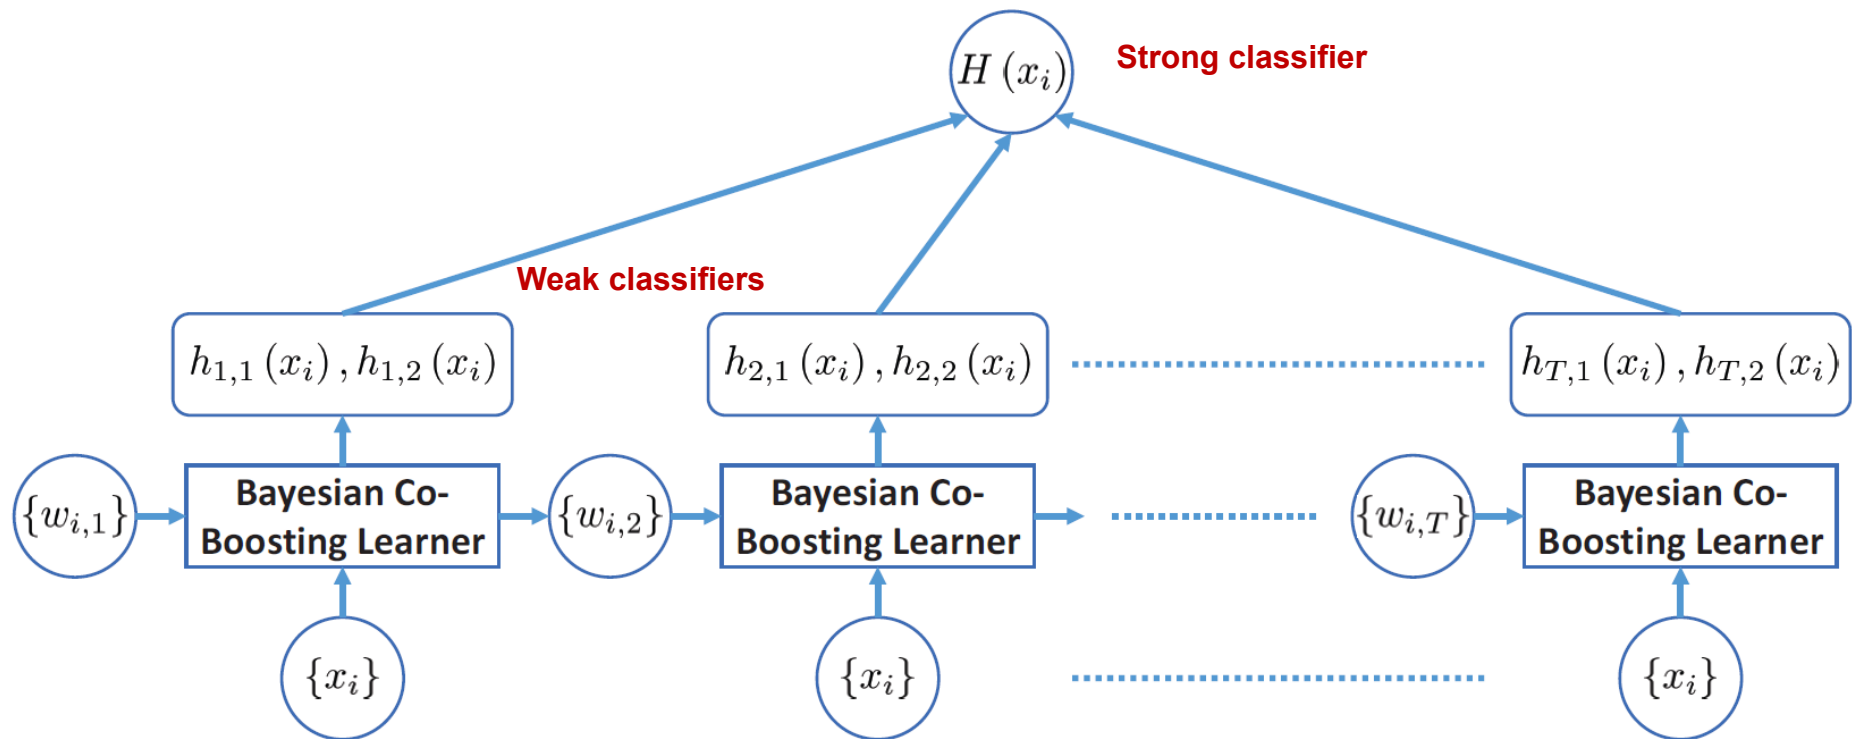 H (x_i)
Strong classifier
Weak classifiers
h_{1,1} (x_i) , h_{1,2} (x_i)
h_{2,1} (x_i) , h_{2,2} (x_i)
h_{T,1} (x_i) , h_{T,2} (x_i)
{w_{i,1}}
Bayesian Co-
Boosting Learner
{w_{i,2}}
Bayesian Co-
Boosting Learner
{w_{i,T}}
Bayesian Co-
Boosting Learner
{x_i}
{x_i}
{x_i}